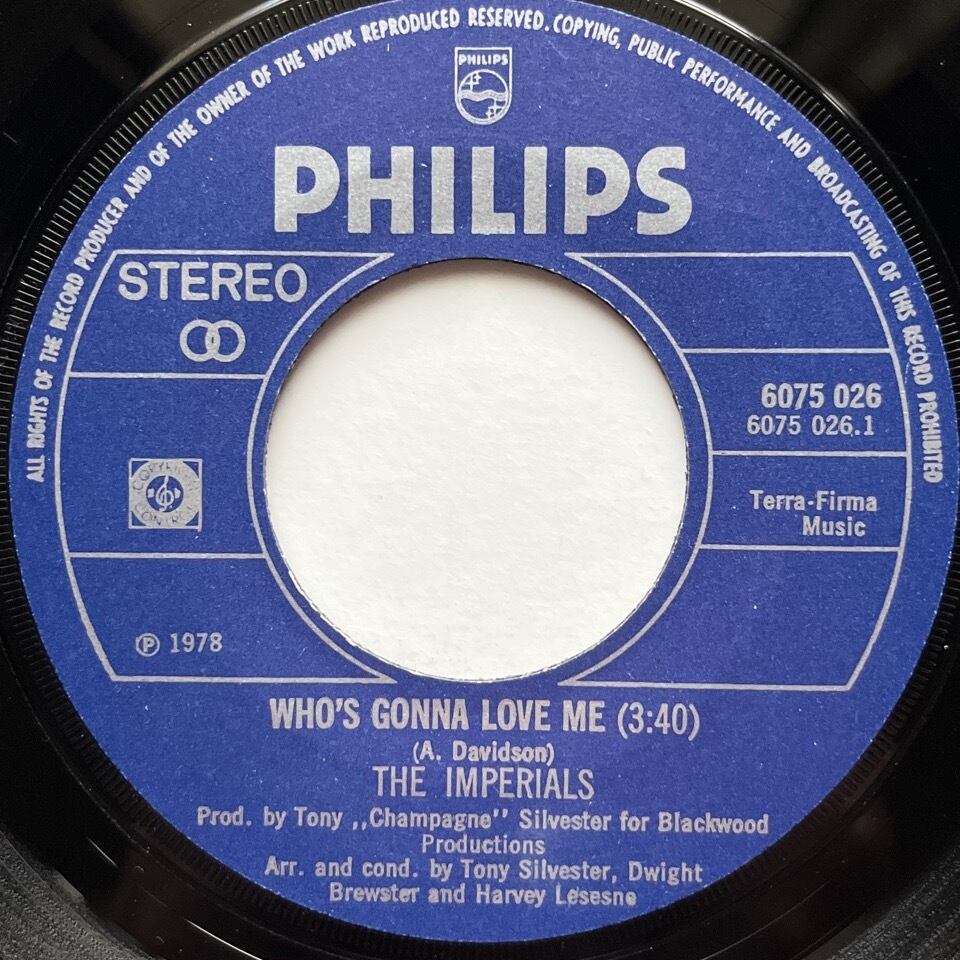 ALL RIGHTS OF THE RECORD PRODUCER AND OF THE OWNER OF THE WORK REPRODUCED RESERVED. COPYING, PUBLIC PERFORMANCE AND BROADCASTING OF THIS RECORD PROHIBITED
PHILIPS
PHILIPS
STEREO
6075 026
6075 026.1
COPYRIGHT
CONTROL
Terra-Firma
Music
℗ 1978
WHO'S GONNA LOVE ME (3:40)
(A. Davidson)
THE IMPERIALS
Prod. by Tony ,,Champagne" Silvester for Blackwood
Productions
Arr. and cond. by Tony Silvester, Dwight
Brewster and Harvey Lesesne